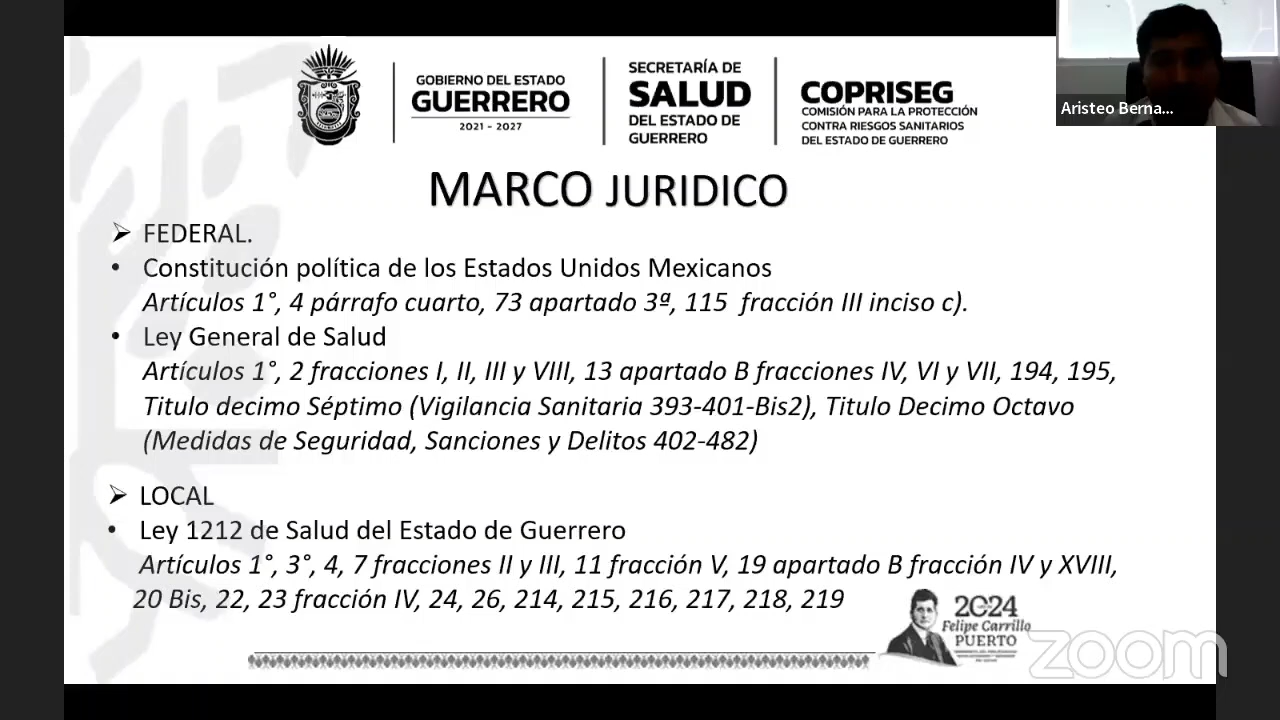 GOBIERNO DEL ESTADO
GUERRERO
2021 - 2027
SECRETARÍA DE
SALUD
DEL ESTADO DE
GUERRERO
COPRISEG
COMISIÓN PARA LA PROTECCIÓN
CONTRA RIESGOS SANITARIOS
DEL ESTADO DE GUERRERO
Aristeo Berna...
MARCO JURIDICO
➢ FEDERAL.
• Constitución política de los Estados Unidos Mexicanos
Artículos 1°, 4 párrafo cuarto, 73 apartado 3ª, 115 fracción III inciso c).
• Ley General de Salud
Artículos 1°, 2 fracciones I, II, III y VIII, 13 apartado B fracciones IV, VI y VII, 194, 195,
Titulo decimo Séptimo (Vigilancia Sanitaria 393-401-Bis2), Titulo Decimo Octavo
(Medidas de Seguridad, Sanciones y Delitos 402-482)
➢ LOCAL
• Ley 1212 de Salud del Estado de Guerrero
Artículos 1°, 3°, 4, 7 fracciones II y III, 11 fracción V, 19 apartado B fracción IV y XVIII,
20 Bis, 22, 23 fracción IV, 24, 26, 214, 215, 216, 217, 218, 219
2024
Felipe Carrillo
PUERTO
zoom